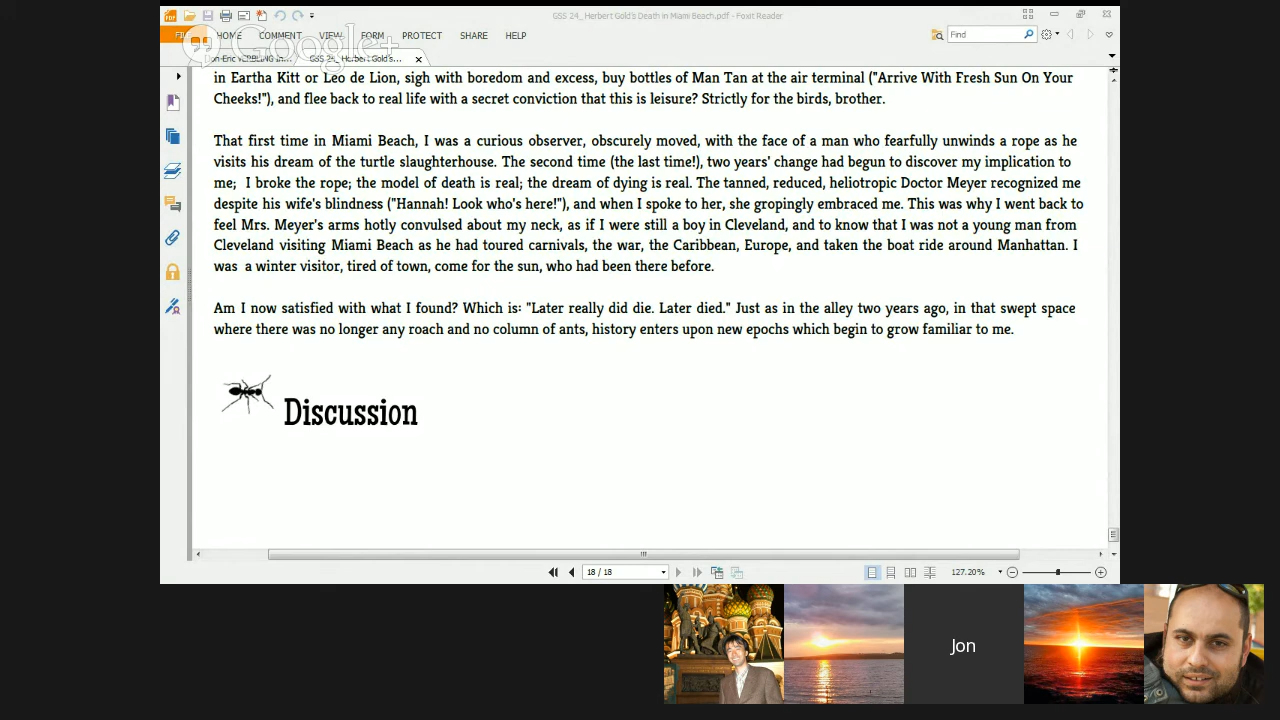 GSS 24_ Herbert Gold's Death in Miami Beach.pdf - Foxit Reader
FILE HOME COMMENT VIEW FORM PROTECT SHARE HELP
Find
Google+
GSS 24_ Herbert Gold's...
in Eartha Kitt or Leo de Lion, sigh with boredom and excess, buy bottles of Man Tan at the air terminal ("Arrive With Fresh Sun On Your
Cheeks!"), and flee back to real life with a secret conviction that this is leisure? Strictly for the birds, brother.
That first time in Miami Beach, I was a curious observer, obscurely moved, with the face of a man who fearfully unwinds a rope as he
visits his dream of the turtle slaughterhouse. The second time (the last time!), two years' change had begun to discover my implication to
me; I broke the rope; the model of death is real; the dream of dying is real. The tanned, reduced, heliotropic Doctor Meyer recognized me
despite his wife's blindness ("Hannah! Look who's here!"), and when I spoke to her, she gropingly embraced me. This was why I went back to
feel Mrs. Meyer's arms hotly convulsed about my neck, as if I were still a boy in Cleveland, and to know that I was not a young man from
Cleveland visiting Miami Beach as he had toured carnivals, the war, the Caribbean, Europe, and taken the boat ride around Manhattan. I
was a winter visitor, tired of town, come for the sun, who had been there before.
Am I now satisfied with what I found? Which is: "Later really did die. Later died." Just as in the alley two years ago, in that swept space
where there was no longer any roach and no column of ants, history enters upon new epochs which begin to grow familiar to me.
Discussion
18 / 18
127.20%
Jon